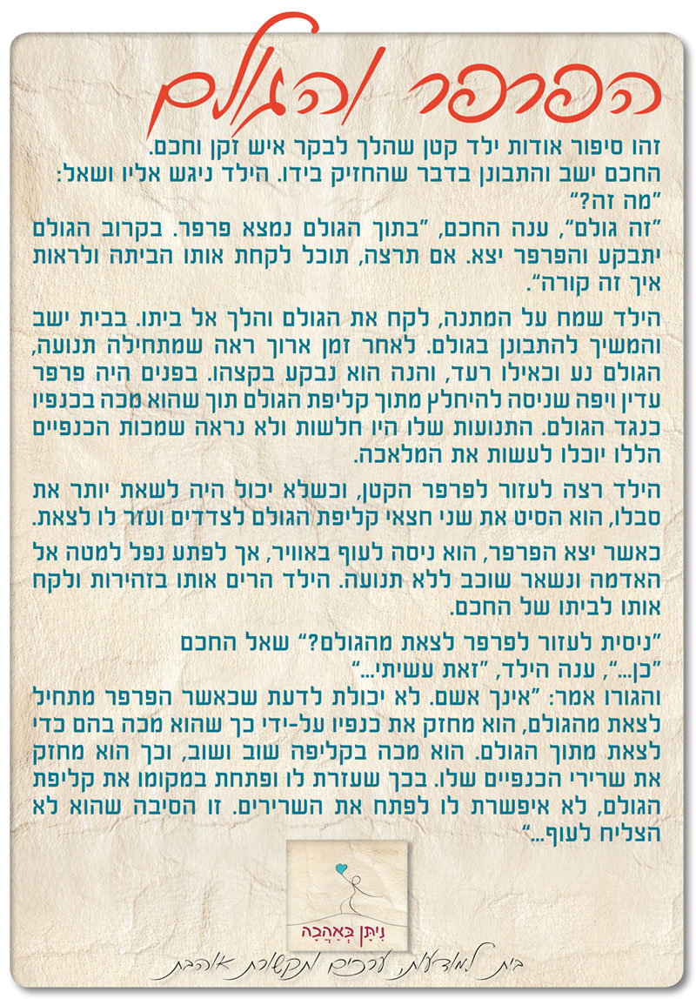 הפרפר והגולם
זהו סיפור אודות ילד קטן שהלך לבקר איש זקן וחכם.
החכם ישב והתבונן בדבר שהחזיק בידו. הילד ניגש אליו ושאל:
"מה זה?"
"זה גולם", ענה החכם, "בתוך הגולם נמצא פרפר. בקרוב הגולם
יתבקע והפרפר יצא. אם תרצה, תוכל לקחת אותו הביתה ולראות
איך זה קורה".
הילד שמח על המתנה, לקח את הגולם והלך אל ביתו. בבית ישב
והמשיך להתבונן בגולם. לאחר זמן ארוך ראה שמתחילה תנועה,
הגולם נע וכאילו רעד, והנה הוא נבקע בקצהו. בפנים היה פרפר
עדין ויפה שניסה להיחלץ מתוך קליפת הגולם תוך שהוא מכה בכנפיו
כנגד הגולם. התנועות שלו היו חלשות ולא נראה שמכות הכנפיים
הללו יוכלו לעשות את המלאכה.
הילד רצה לעזור לפרפר הקטן, וכשלא יכול היה לשאת יותר את
סבלו, הוא הסיט את שני חצאי קליפת הגולם לצדדים ועזר לו לצאת.
כאשר יצא הפרפר, הוא ניסה לעוף באוויר, אך לפתע נפל למטה אל
האדמה ונשאר שוכב ללא תנועה. הילד הרים אותו בזהירות ולקח
אותו לביתו של החכם.
"ניסית לעזור לפרפר לצאת מהגולם?" שאל החכם
"כן...", ענה הילד, "זאת עשיתי..."
והגורו אמר: "אינך אשם. לא יכולת לדעת שכאשר הפרפר מתחיל
לצאת מהגולם, הוא מחזק את כנפיו על-ידי כך שהוא מכה בהם כדי
לצאת מתוך הגולם. הוא מכה בקליפה שוב ושוב, וכך הוא מחזק
את שרירי הכנפיים שלו. בכך שעזרת לו ופתחת במקומו את קליפת
הגולם, לא איפשרת לו לפתח את השרירים. זו הסיבה שהוא לא
הצליח לעוף..."
נִיתָּן בְּאַהֲבָה
בית למודעות, ערכים ותקשורת אוהבת